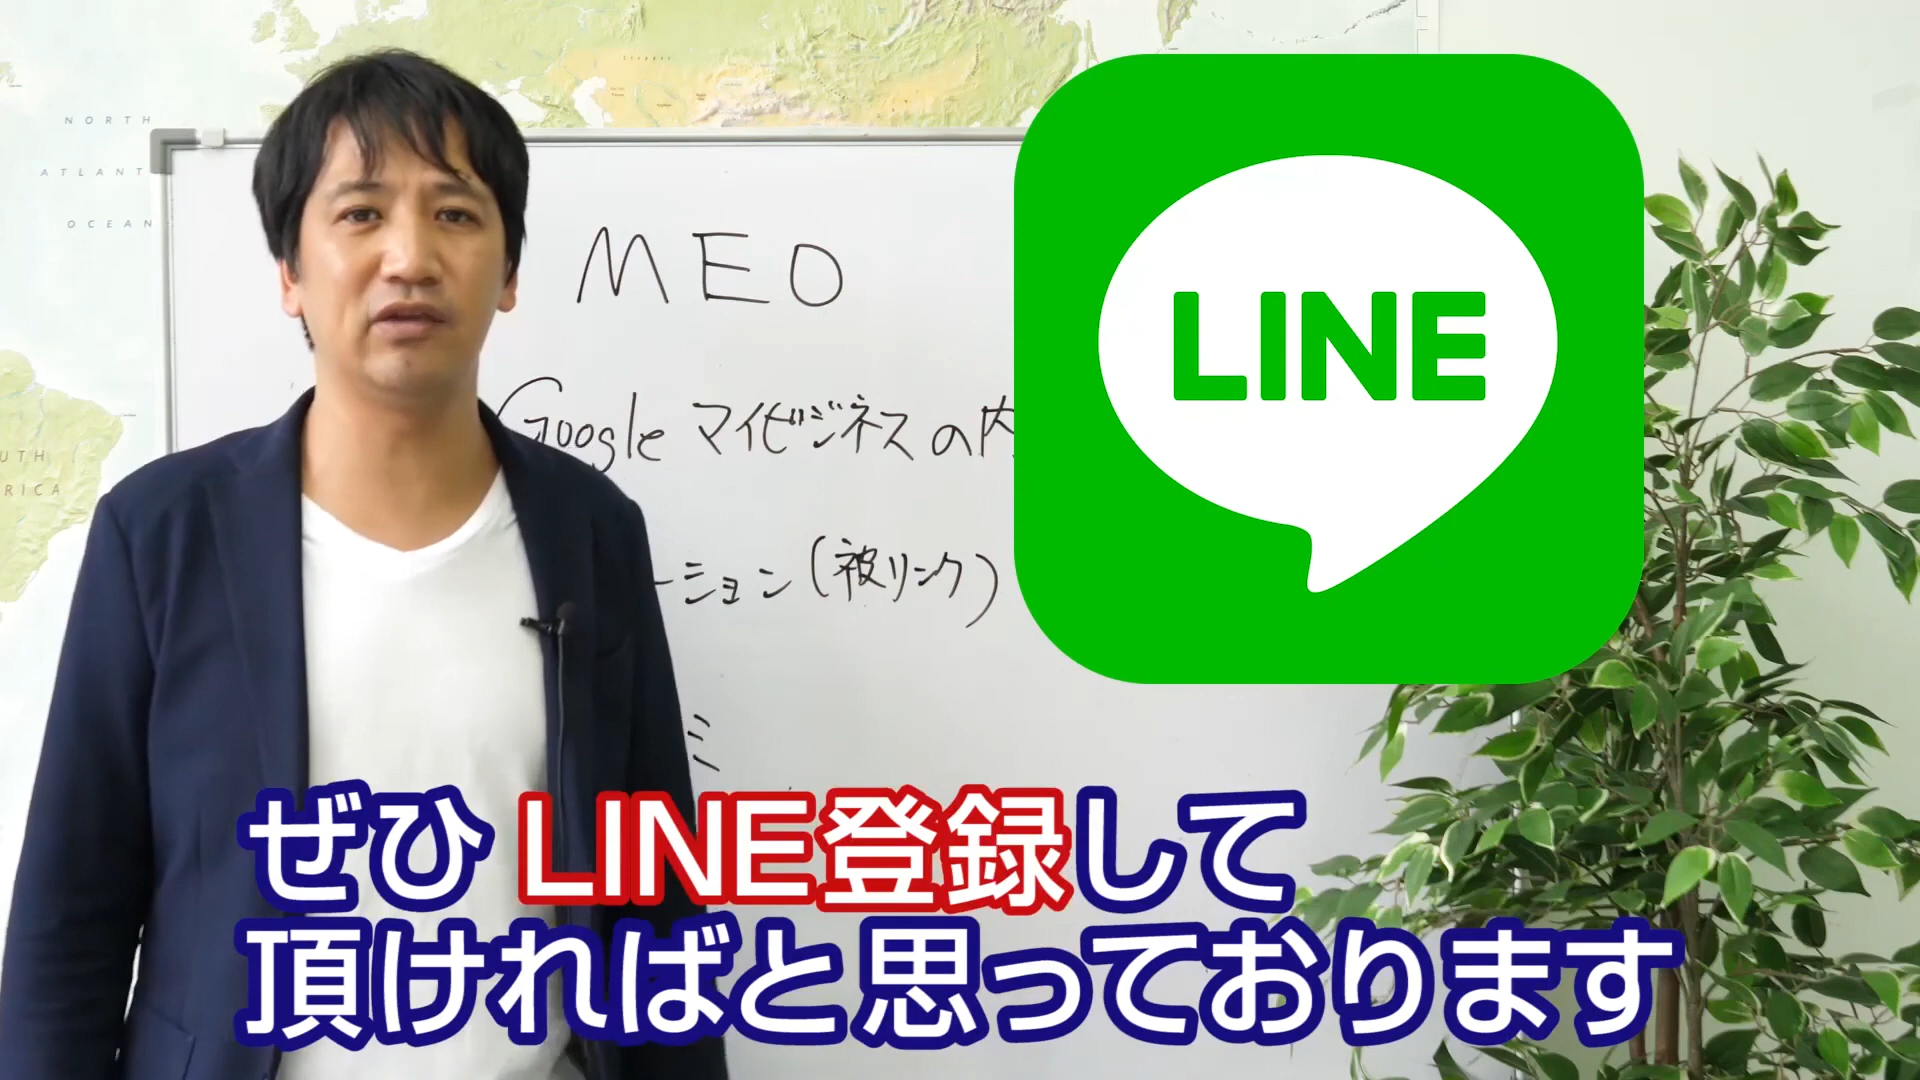 NORTH
ATLANT
OCEAN
UTH
RICA
MEO
Google マイビジネスの内
ーション(被リンク)
ミ
LINE
ぜひ LINE登録して
頂ければと思っております